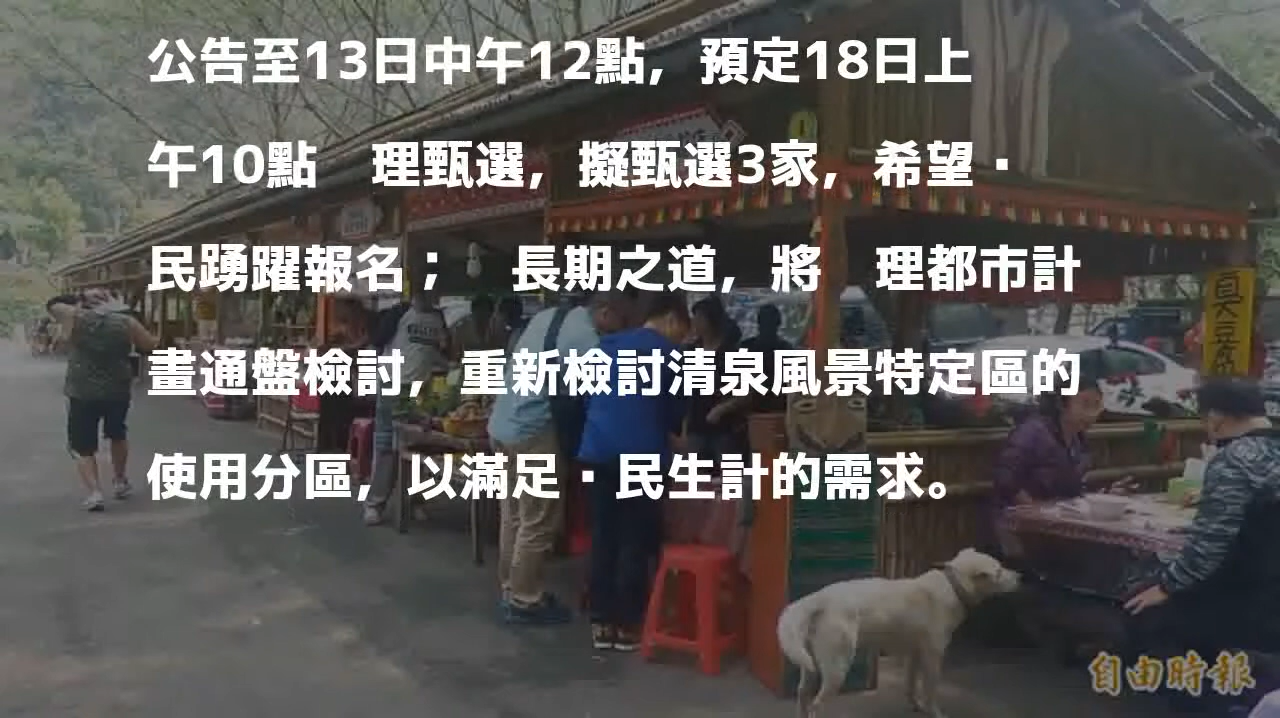 公告至13日中午12點，預定18日上
午10點　理甄選，擬甄選3家，希望·
民踴躍報名；　長期之道，將　理都市計
畫通盤檢討，重新檢討清泉風景特定區的
使用分區，以滿足·民生計的需求。
臭豆腐
自由時報